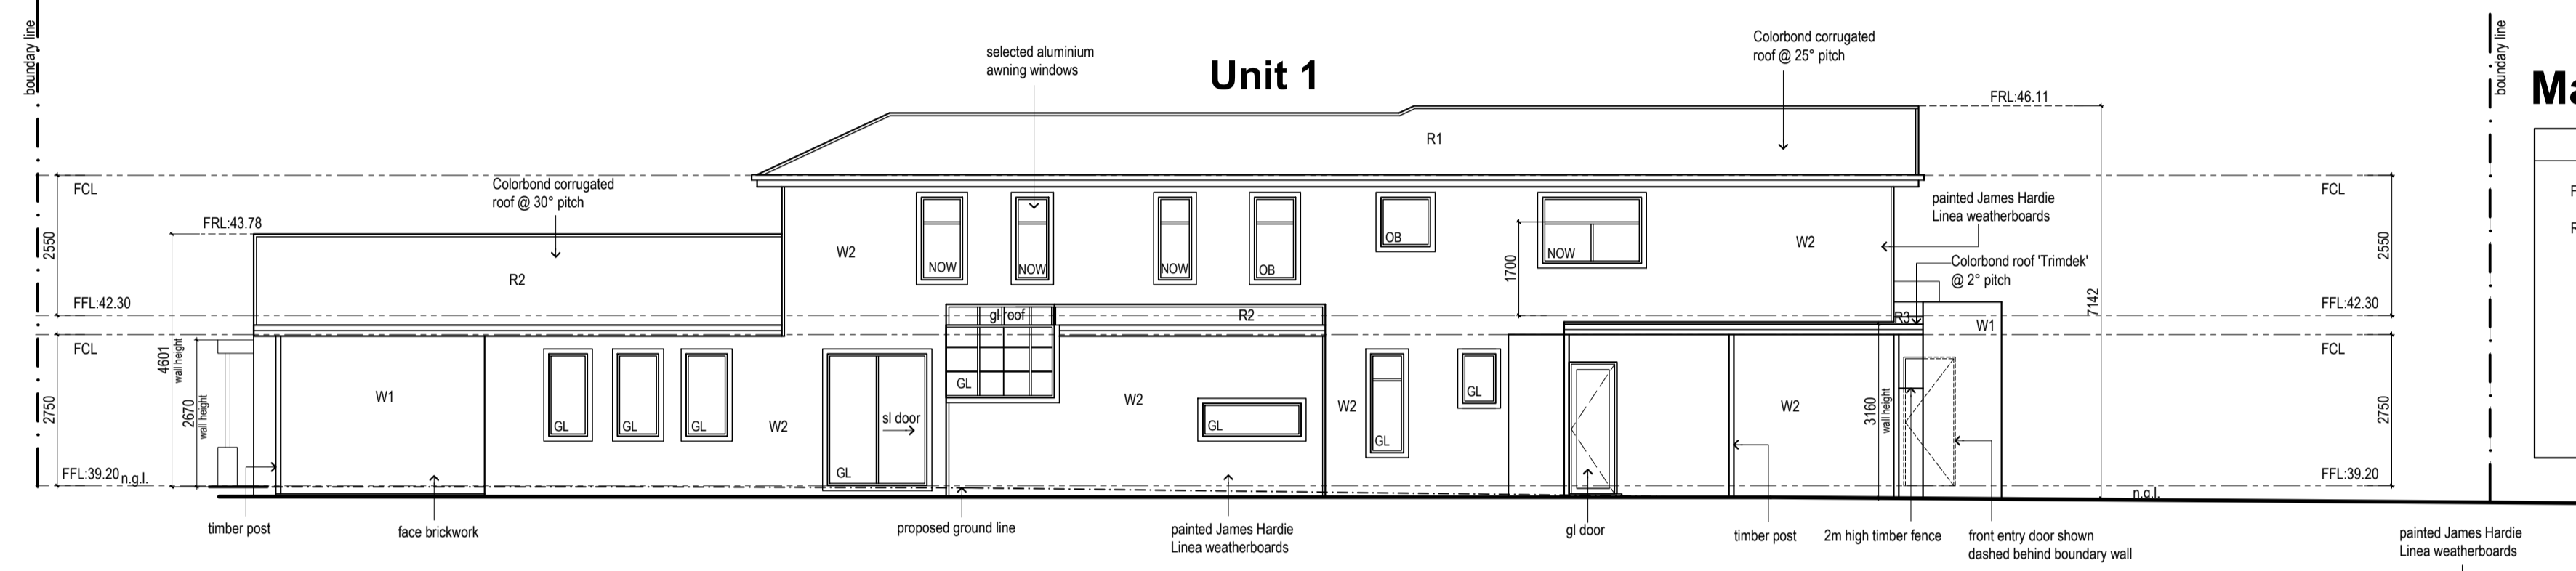 boundary line
selected aluminium
awning windows
Unit 1
Colorbond corrugated
roof @ 25° pitch
boundary line
FRL:46.11
R1
FCL
Colorbond corrugated
roof @ 30° pitch
FRL:43.78
2550
R2
FFL:42.30
W2
NOW
NOW
NOW
OB
OB
NOW
1700
W2
painted James Hardie
Linea weatherboards
Colorbond roof 'Trimdek'
@ 2° pitch
7142
FCL
2550
FFL:42.30
gl roof
R2
R3
W1
FCL
4601
wall height
2670
wall height
2750
W1
GL
GL
GL
W2
sl door
GL
GL
W2
GL
W2
GL
GL
W2
3160
wall height
FCL
2750
FFL:39.20
FFL:39.20
n.g.l.
n.g.l.
timber post
face brickwork
proposed ground line
painted James Hardie
Linea weatherboards
gl door
timber post
2m high timber fence
front entry door shown
dashed behind boundary wall
painted James Hardie
Linea weatherboards